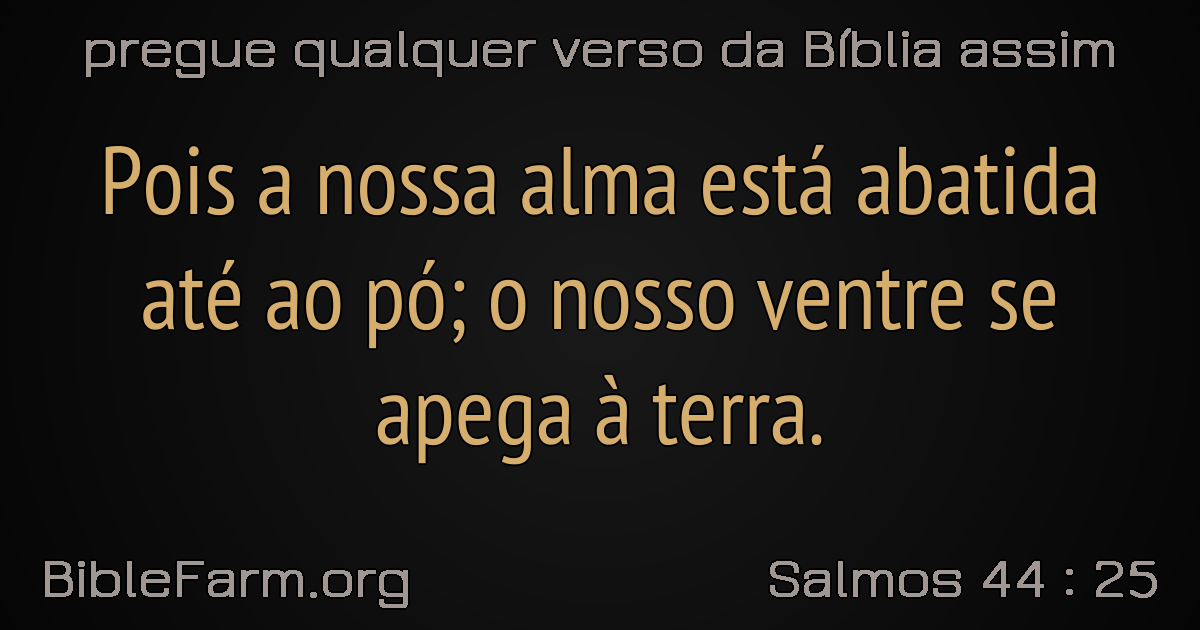 pregue qualquer verso da Bíblia assim
Pois a nossa alma está abatida
até ao pó; o nosso ventre se
apega à terra.
BibleFarm.org
Salmos 44 : 25